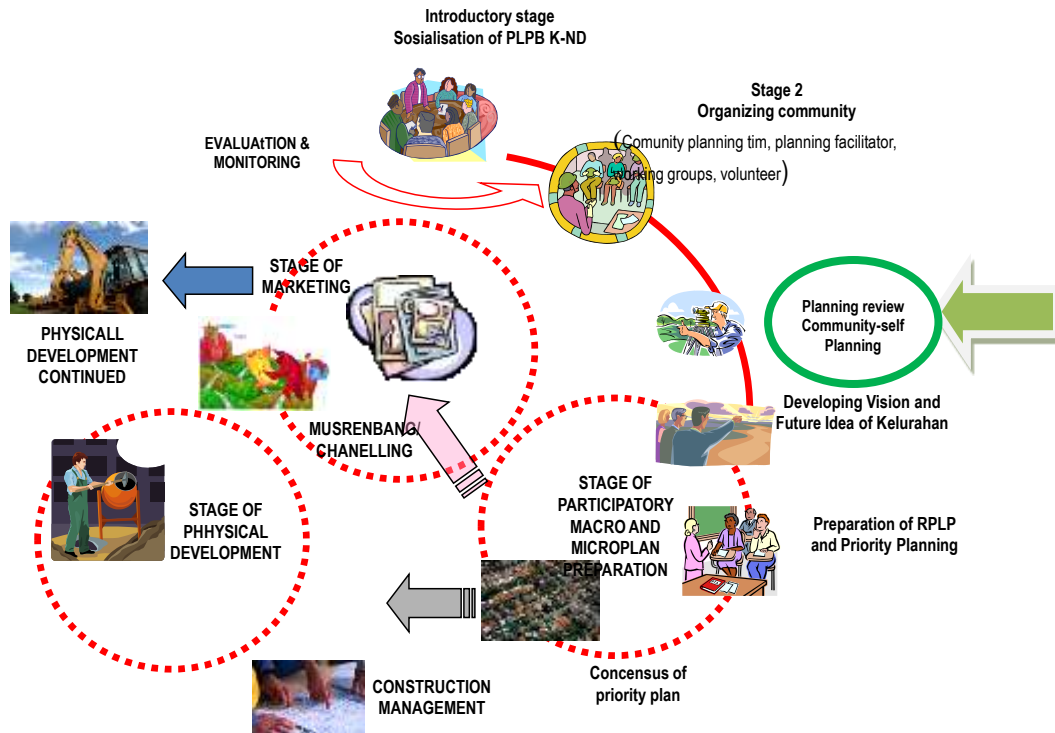 Introductory stage
Sosialisation of PLPB K-ND
Stage 2
Organizing community
(Comunity planning tim, planning facilitator,
working groups, volunteer)
EVALUAtTION &
MONITORING
STAGE OF
MARKETING
PHYSICALL
DEVELOPMENT
CONTINUED
Planning review
Community-self
Planning
Developing Vision and
Future Idea of Kelurahan
MUSRENBANG/
CHANELLING
STAGE OF
PARTICIPATORY
MACRO AND
MICROPLAN
PREPARATION
STAGE OF
PHHYSICAL
DEVELOPMENT
Preparation of RPLP
and Priority Planning
Concensus of
priority plan
CONSTRUCTION
MANAGEMENT